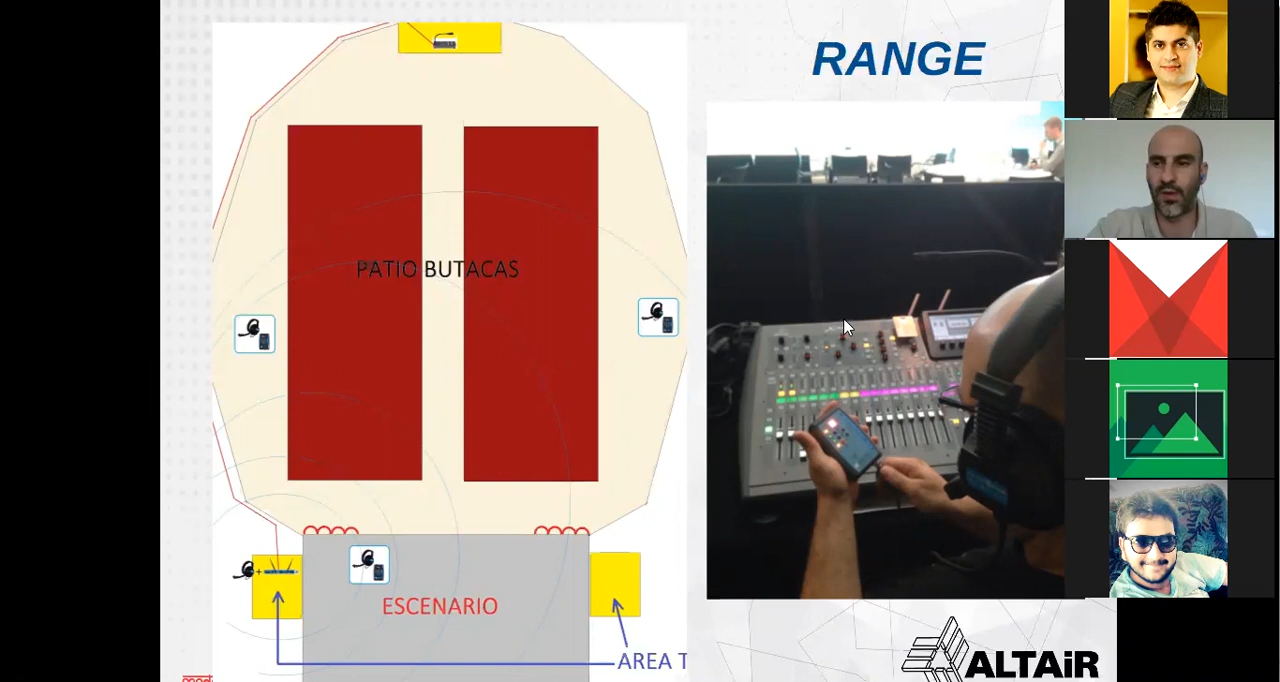 RANGE
PATIO BUTACAS
ESCENARIO
AREA T
ALTAiR